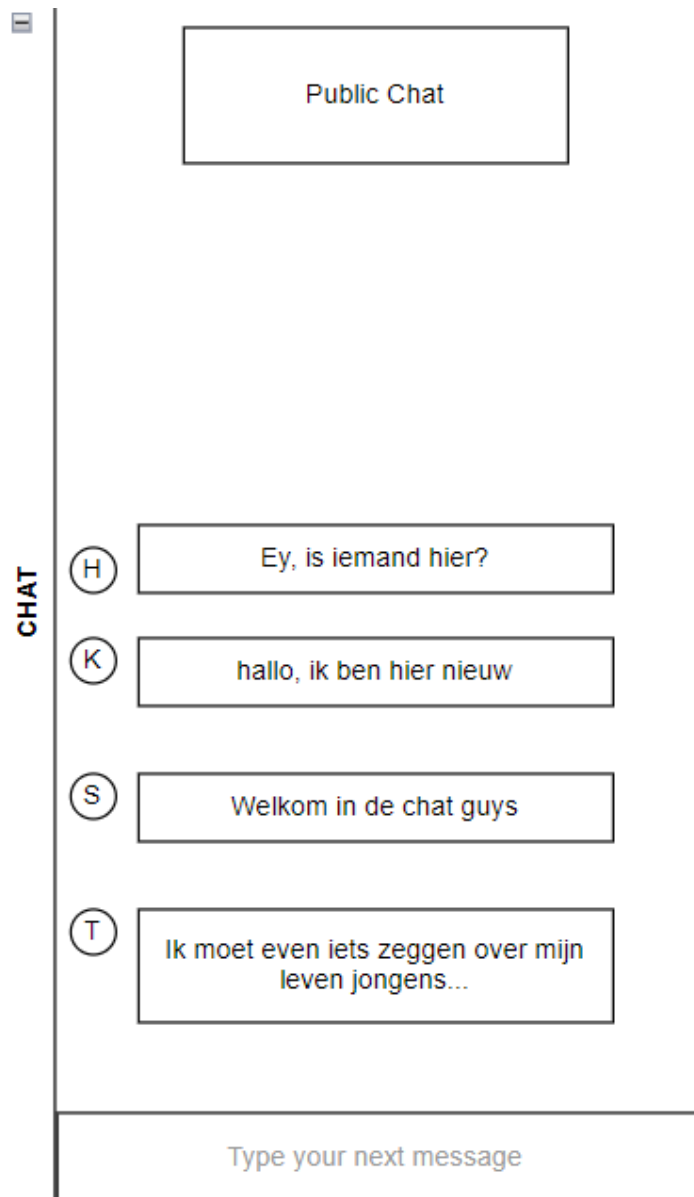 Public Chat
CHAT
H
Ey, is iemand hier?
K
hallo, ik ben hier nieuw
S
Welkom in de chat guys
T
Ik moet even iets zeggen over mijn
leven jongens...
Type your next message